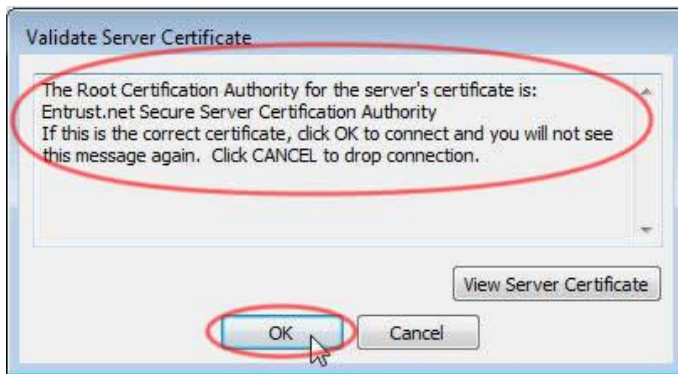 Validate Server Certificate
The Root Certification Authority for the server's certificate is:
Entrust.net Secure Server Certification Authority
If this is the correct certificate, click OK to connect and you will not see
this message again.  Click CANCEL to drop connection.
View Server Certificate
OK
Cancel